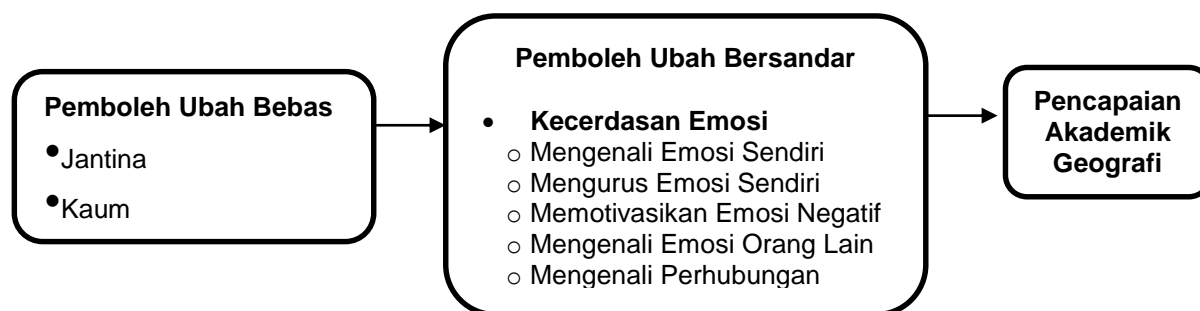 Pemboleh Ubah Bebas
•Jantina
•Kaum
Pemboleh Ubah Bersandar
• Kecerdasan Emosi
o Mengenali Emosi Sendiri
o Mengurus Emosi Sendiri
o Memotivasikan Emosi Negatif
o Mengenali Emosi Orang Lain
o Mengenali Perhubungan
Pencapaian
Akademik
Geografi